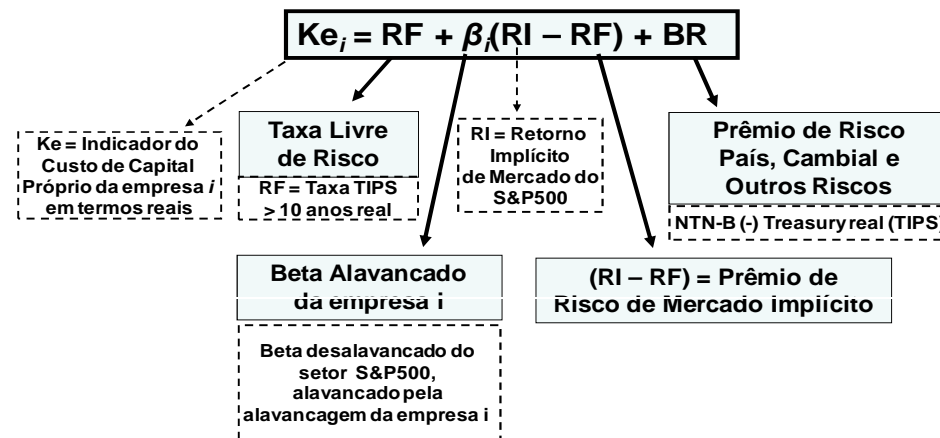 Keᵢ = RF + βᵢ(RI – RF) + BR
Ke = Indicador do
Custo de Capital
Próprio da empresa i
em termos reais
Taxa Livre
de Risco
RF = Taxa TIPS
> 10 anos real
RI = Retorno
Implícito
de Mercado do
S&P500
Prêmio de Risco
País, Cambial e
Outros Riscos
NTN-B (-) Treasury real (TIPS)
Beta Alavancado
da empresa i
Beta desalavancado do
setor S&P500,
alavancado pela
alavancagem da empresa i
(RI – RF) = Prêmio de
Risco de Mercado Implícito